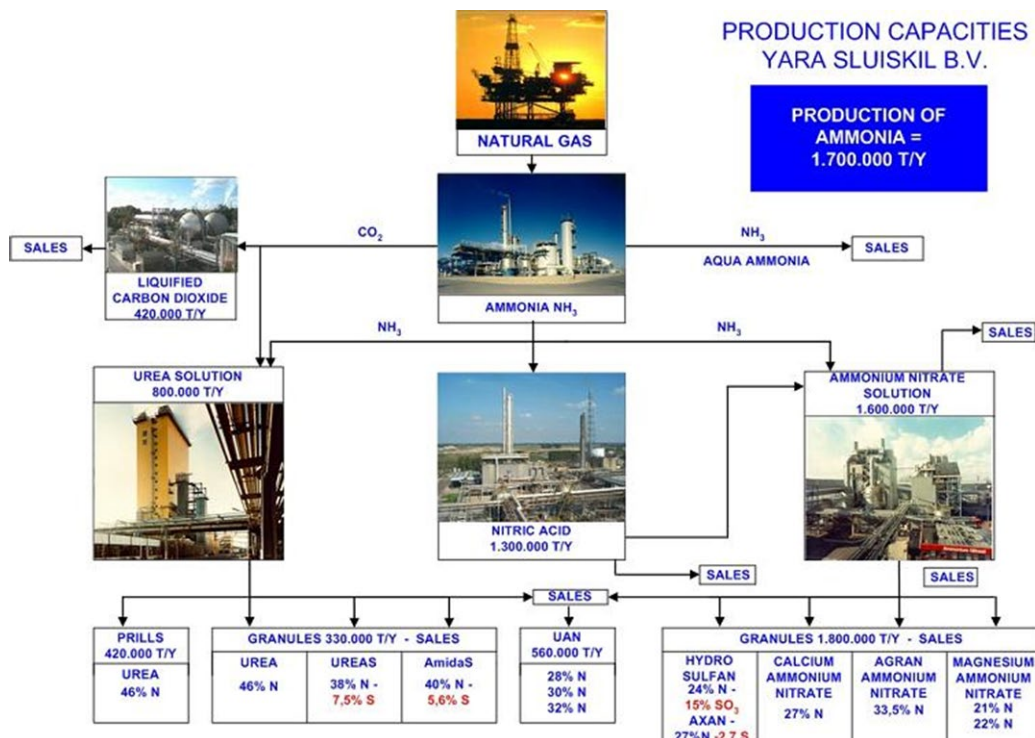 PRODUCTION CAPACITIES
YARA SLUISKIL B.V.
PRODUCTION OF
AMMONIA =
1.700.000 T/Y
NATURAL GAS
SALES
CO₂
NH₃
SALES
AQUA AMMONIA
LIQUIFIED
CARBON DIOXIDE
420.000 T/Y
AMMONIA NH₃
NH₃
NH₃
SALES
UREA SOLUTION
800.000 T/Y
AMMONIUM NITRATE
SOLUTION
1.600.000 T/Y
NITRIC ACID
1.300.000 T/Y
SALES
SALES
SALES
PRILLS
420.000 T/Y
UREA
46% N
GRANULES 330.000 T/Y - SALES
UREA
46% N
UREAS
38% N -
7,5% S
AmidaS
40% N -
5,6% S
UAN
560.000 T/Y
28% N
30% N
32% N
GRANULES 1.800.000 T/Y - SALES
HYDRO
SULFAN
24% N -
15% SO₃
AXAN -
27%N -2,7 S
CALCIUM
AMMONIUM
NITRATE
27% N
AGRAN
AMMONIUM
NITRATE
33,5% N
MAGNESIUM
AMMONIUM
NITRATE
21% N
22% N